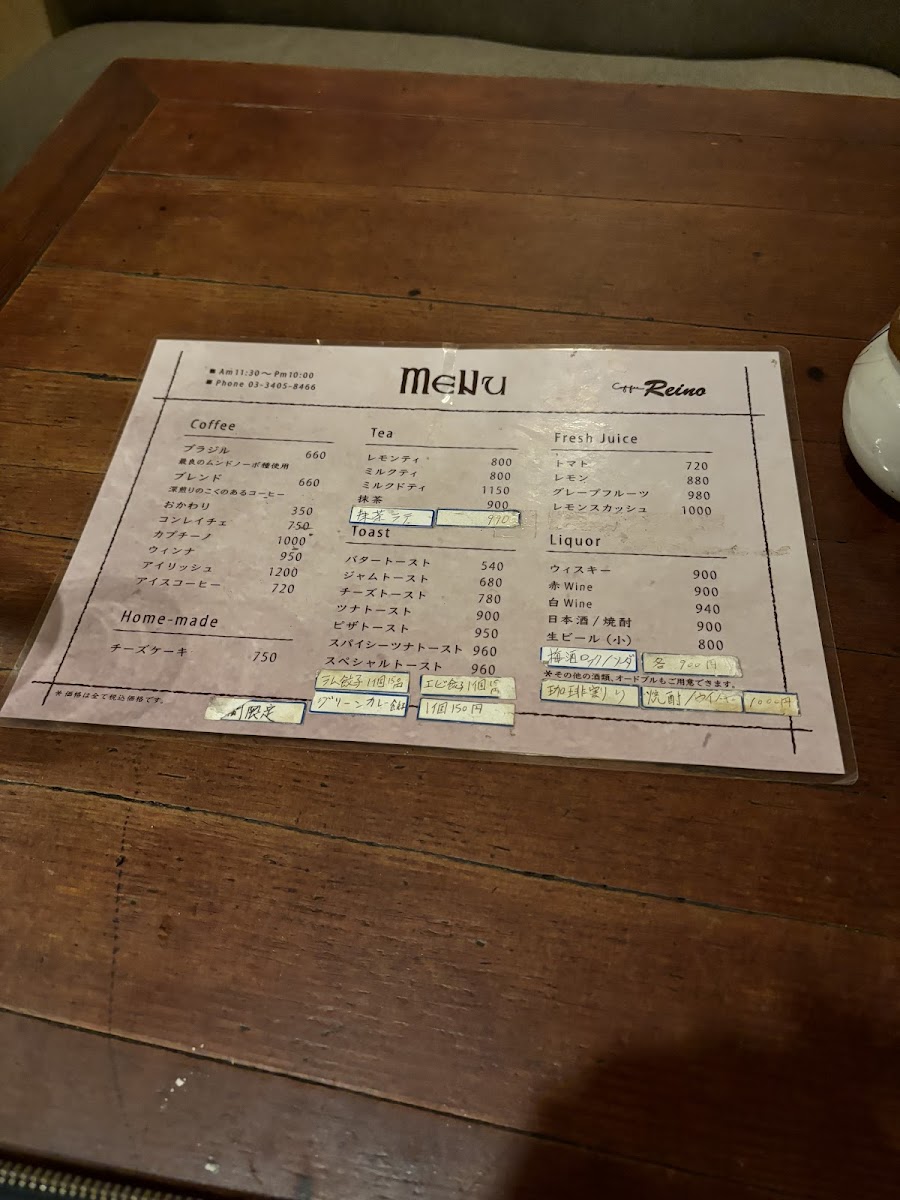 ■ Am11:30～Pm10:00
■ Phone 03-3405-8466
MENU
Coffee Reino
Coffee
ブラジル 660
最良のムンドノーボ種使用
ブレンド 660
深煎りのこくのあるコーヒー
おかわり 350
コンレイチェ 750
カプチーノ 1000
ウィンナ 950
アイリッシュ 1200
アイスコーヒー 720
Home-made
チーズケーキ 750
※価格は全て税込価格です。
Tea
レモンティ 800
ミルクティ 800
ミルクドティ 1150
抹茶 900
抹茶ラテ 990
Toast
バタートースト 540
ジャムトースト 680
チーズトースト 780
ツナトースト 900
ピザトースト 950
スパイシーツナトースト 960
スペシャルトースト 960
ラム餃子1個150
エビ餃子1個
限定
グリーンカレー餃子
1個150円
Fresh Juice
トマト 720
レモン 880
グレープフルーツ 980
レモンスカッシュ 1000
Liquor
ウィスキー 900
赤Wine 900
白Wine 940
日本酒/焼酎 900
生ビール（小） 800
梅酒ロック/ソーダ 各900円
※その他の酒類、オードブルもご用意できます。
珈琲割り 焼酎/ウイスキー 1000円